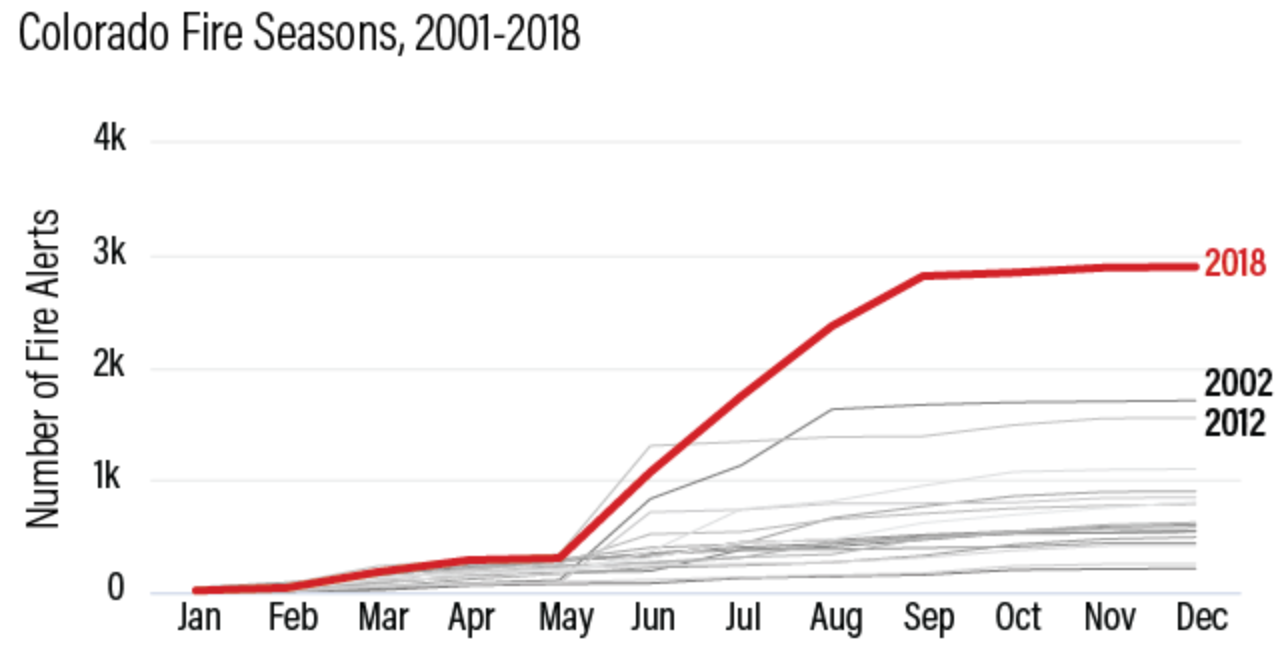 Colorado Fire Seasons, 2001-2018
4k
3k
2k
1k
0
Number of Fire Alerts
2018
2002
2012
Jan Feb Mar Apr May Jun Jul Aug Sep Oct Nov Dec